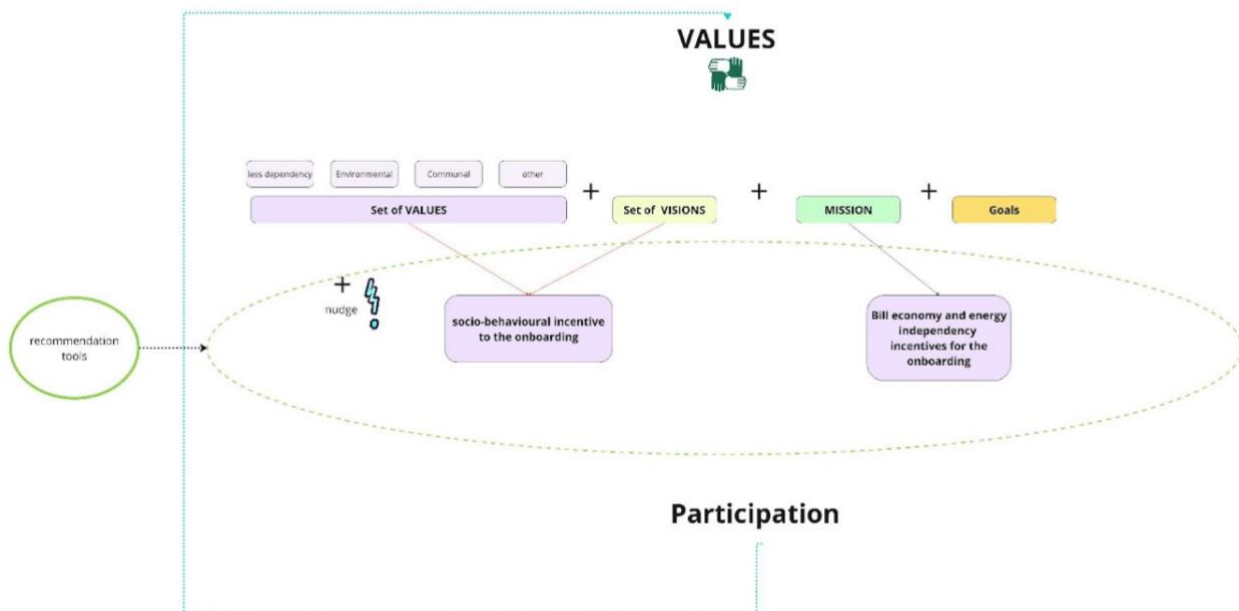 VALUES
less dependency
Environmental
Communal
other
+
+
+
Set of VALUES
Set of VISIONS
MISSION
Goals
+
nudge
socio-behavioural incentive
to the onboarding
Bill economy and energy
independency
incentives for the
onboarding
recommendation
tools
Participation